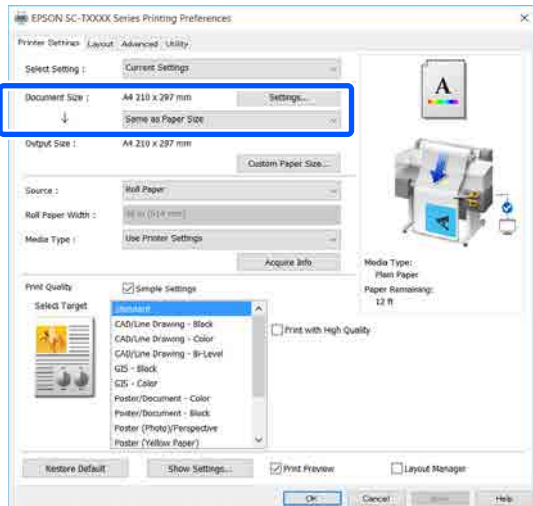 EPSON SC-TXXXX Series Printing Preferences
Printer Settings Layout Advanced Utility
Select Setting : Current Settings
Document Size : A4 210 x 297 mm Settings...
↓ Same as Paper Size
Output Size : A4 210 x 297 mm
Custom Paper Size...
Source : Roll Paper
Roll Paper Width :
Media Type : Use Printer Settings
Acquire Info
A
Media Type:
Plain Paper
Paper Remaining:
12 ft
Print Quality Simple Settings
Select Target
Standard
CAD/Line Drawing - Black
CAD/Line Drawing - Color
CAD/Line Drawing - Bi-Level
GIS - Black
GIS - Color
Poster/Document - Color
Poster/Document - Black
Poster (Photo)/Perspective
Poster (Yellow Paper)
Print with High Quality
Restore Default Show Settings... Print Preview Layout Manager
OK Cancel Help